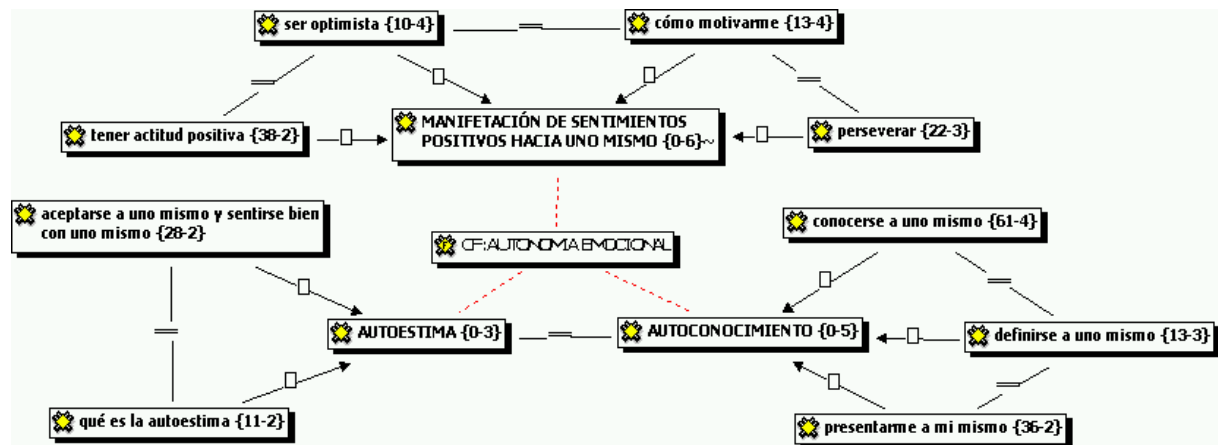 ser optimista {10-4}
cómo motivarme {13-4}
tener actitud positiva {38-2}
MANIFETACIÓN DE SENTIMIENTOS
POSITIVOS HACIA UNO MISMO {0-6}~
perseverar {22-3}
aceptarse a uno mismo y sentirse bien
con uno mismo {28-2}
conocerse a uno mismo {61-4}
CF:AUTONOMIA EMOCIONAL
AUTOESTIMA {0-3}
AUTOCONOCIMIENTO {0-5}
definirse a uno mismo {13-3}
qué es la autoestima {11-2}
presentarme a mi mismo {36-2}